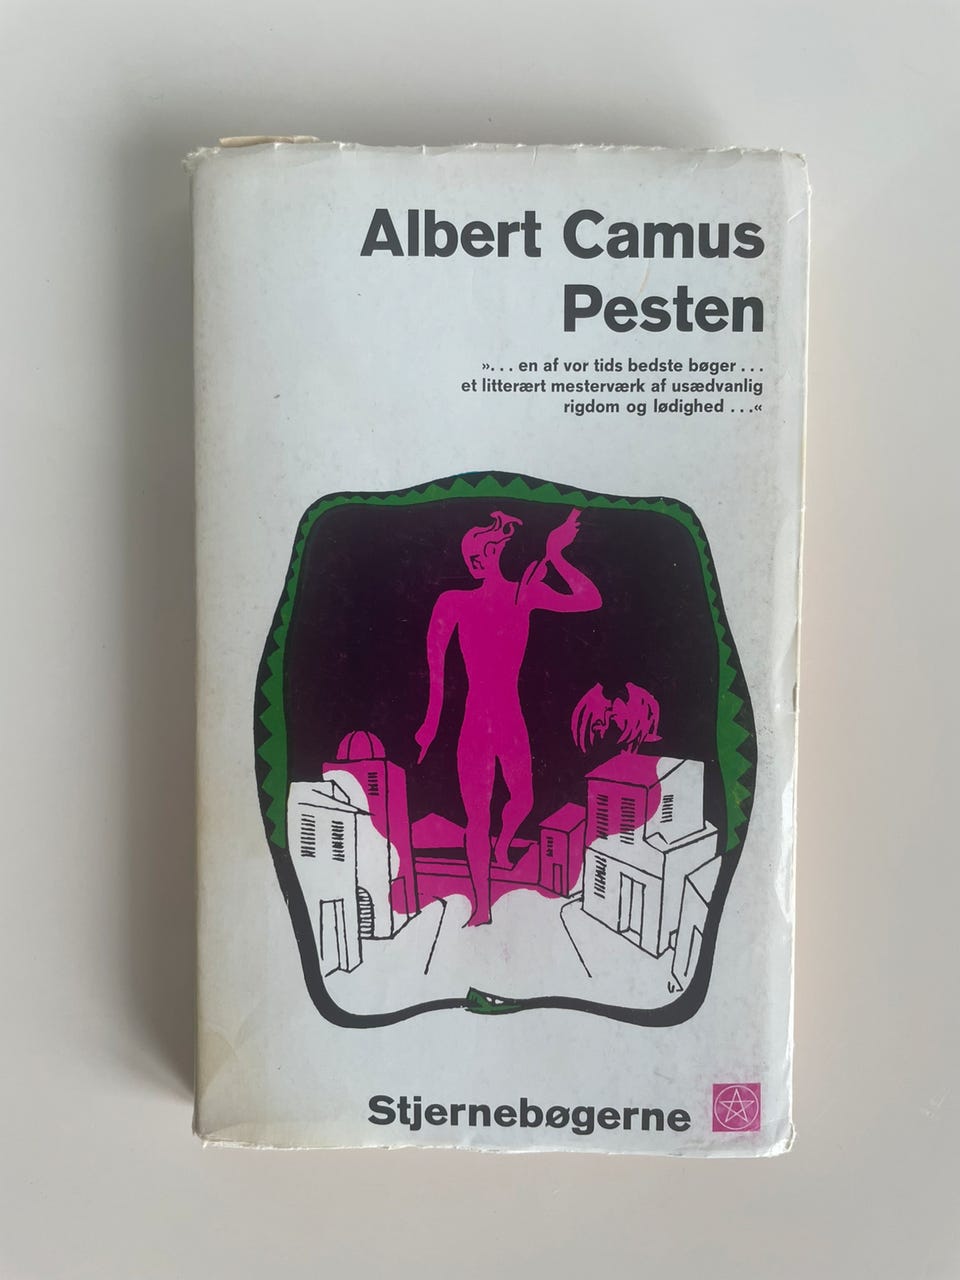 Albert Camus
Pesten
»... en af vor tids bedste bøger ...
et litterært mesterværk af usædvanlig
rigdom og lødighed ...«
Stjernebøgerne